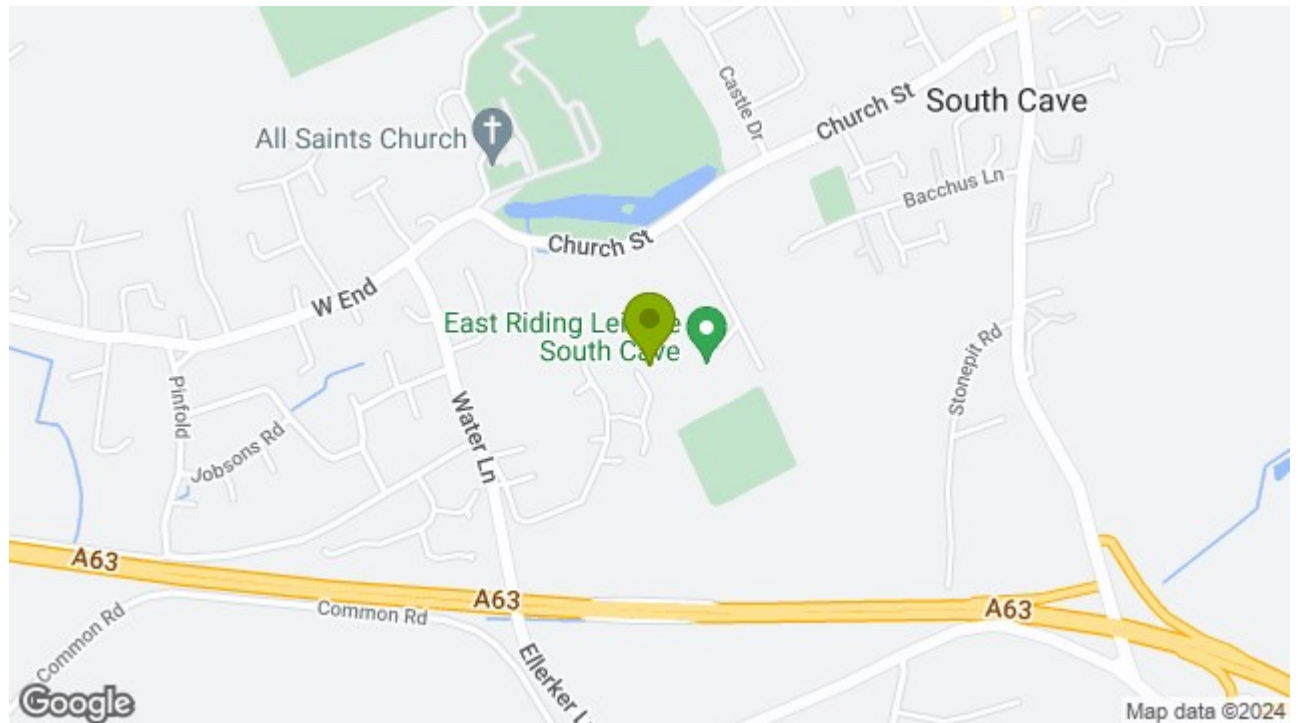 Castle Dr
Church St
South Cave
All Saints Church
Bacchus Ln
Church St
W End
East Riding
South Cave
Stonepit Rd
Pinfold
Jobsons Rd
Water Ln
A63
A63
A63
Common Rd
Common Rd
Ellerker
Google
Map data ©2024